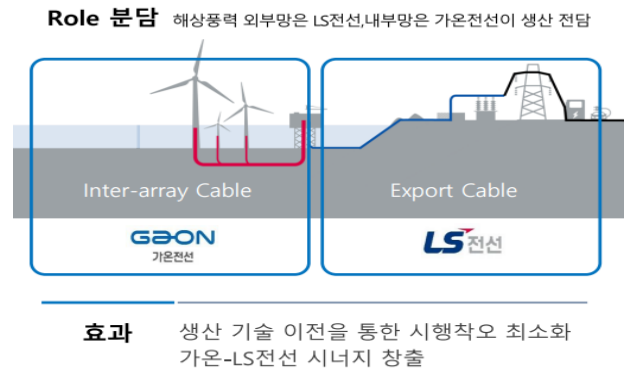 Role 분담 해상풍력 외부망은 LS전선,내부망은 가온전선이 생산 전담
Inter-array Cable
Export Cable
GAON
가온전선
LS전선
효과 생산 기술 이전을 통한 시행착오 최소화
가온-LS전선 시너지 창출